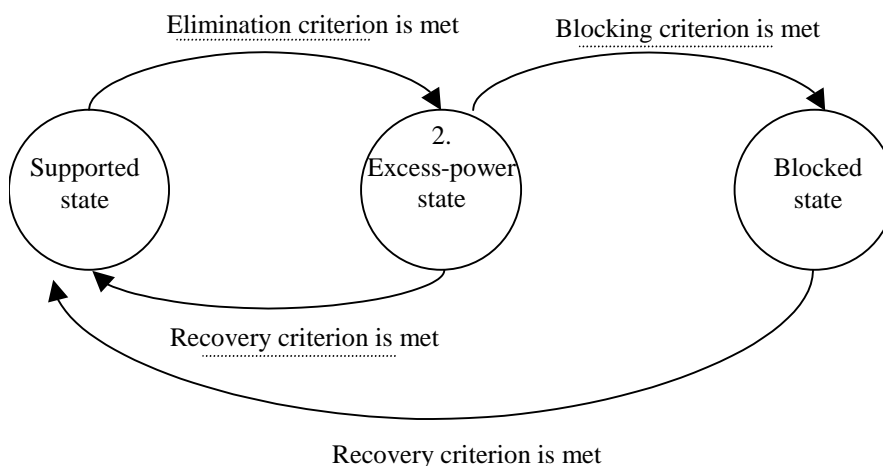 Elimination criterion is met
Blocking criterion is met
Supported
state
2.
Excess-power
state
Blocked
state
Recovery criterion is met
Recovery criterion is met